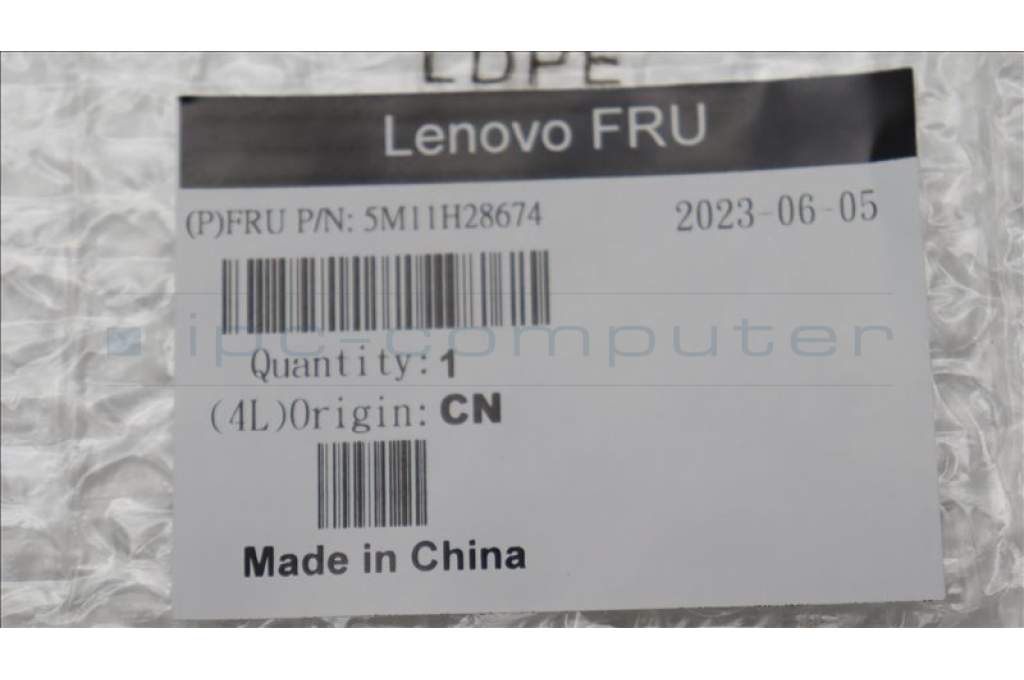 LDPE
Lenovo FRU
(P)FRU P/N: 5M11H28674
2023-06-05
ipc-computer
Quantity: 1
(4L)Origin: CN
Made in China